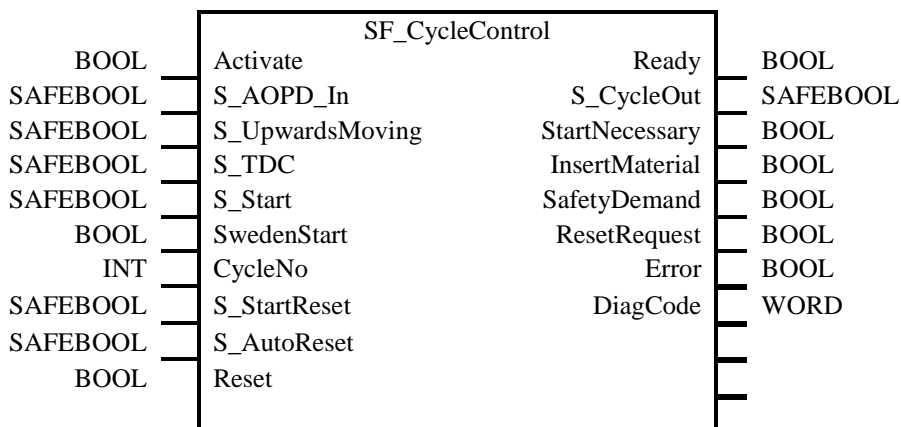 SF_CycleControl
BOOL Activate Ready BOOL
SAFEBOOL S_AOPD_In S_CycleOut SAFEBOOL
SAFEBOOL S_UpwardsMoving StartNecessary BOOL
SAFEBOOL S_TDC InsertMaterial BOOL
SAFEBOOL S_Start SafetyDemand BOOL
BOOL SwedenStart ResetRequest BOOL
INT CycleNo Error BOOL
SAFEBOOL S_StartReset DiagCode WORD
SAFEBOOL S_AutoReset
BOOL Reset